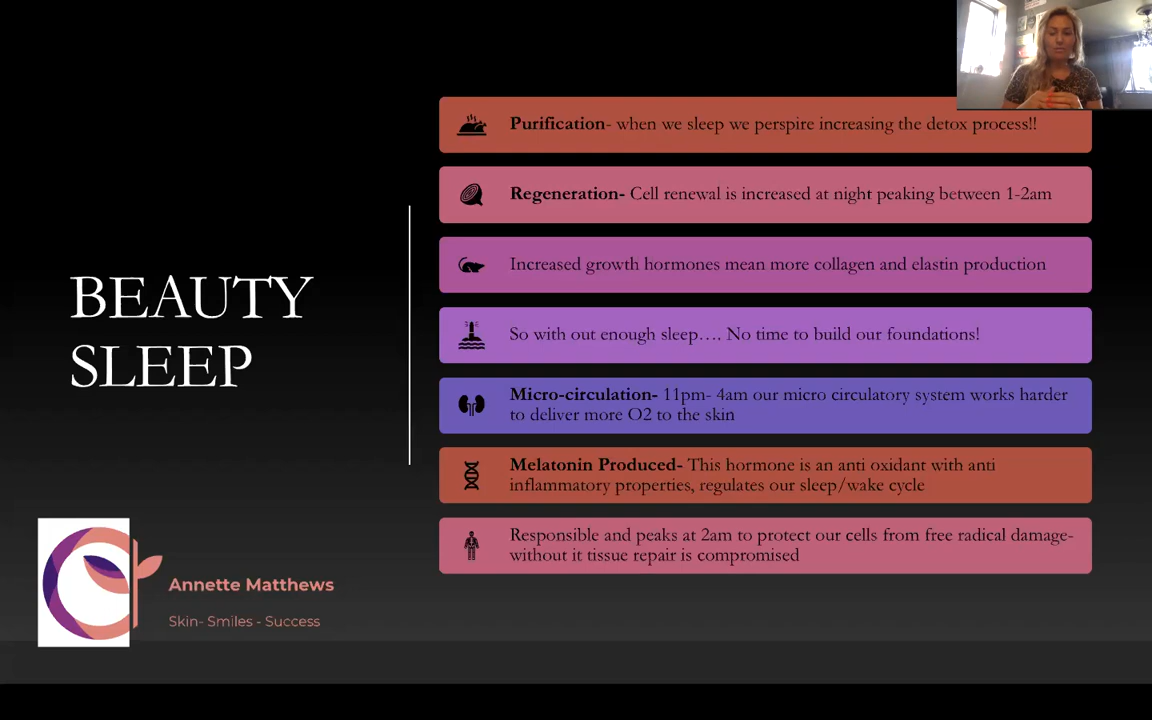 BEAUTY
SLEEP
Purification- when we sleep we perspire increasing the detox process!!
Regeneration- Cell renewal is increased at night peaking between 1-2am
Increased growth hormones mean more collagen and elastin production
So with out enough sleep…. No time to build our foundations!
Micro-circulation- 11pm- 4am our micro circulatory system works harder
to deliver more O2 to the skin
Melatonin Produced- This hormone is an anti oxidant with anti
inflammatory properties, regulates our sleep/wake cycle
Responsible and peaks at 2am to protect our cells from free radical damage-
without it tissue repair is compromised
Annette Matthews
Skin- Smiles - Success